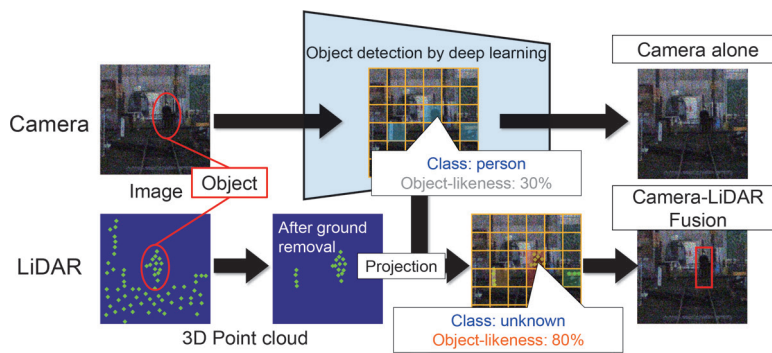 Object detection by deep learning
Camera alone
Camera
Class: person
Object-likeness: 30%
Image
Object
Camera-LiDAR
Fusion
After ground
removal
LiDAR
Projection
Class: unknown
Object-likeness: 80%
3D Point cloud